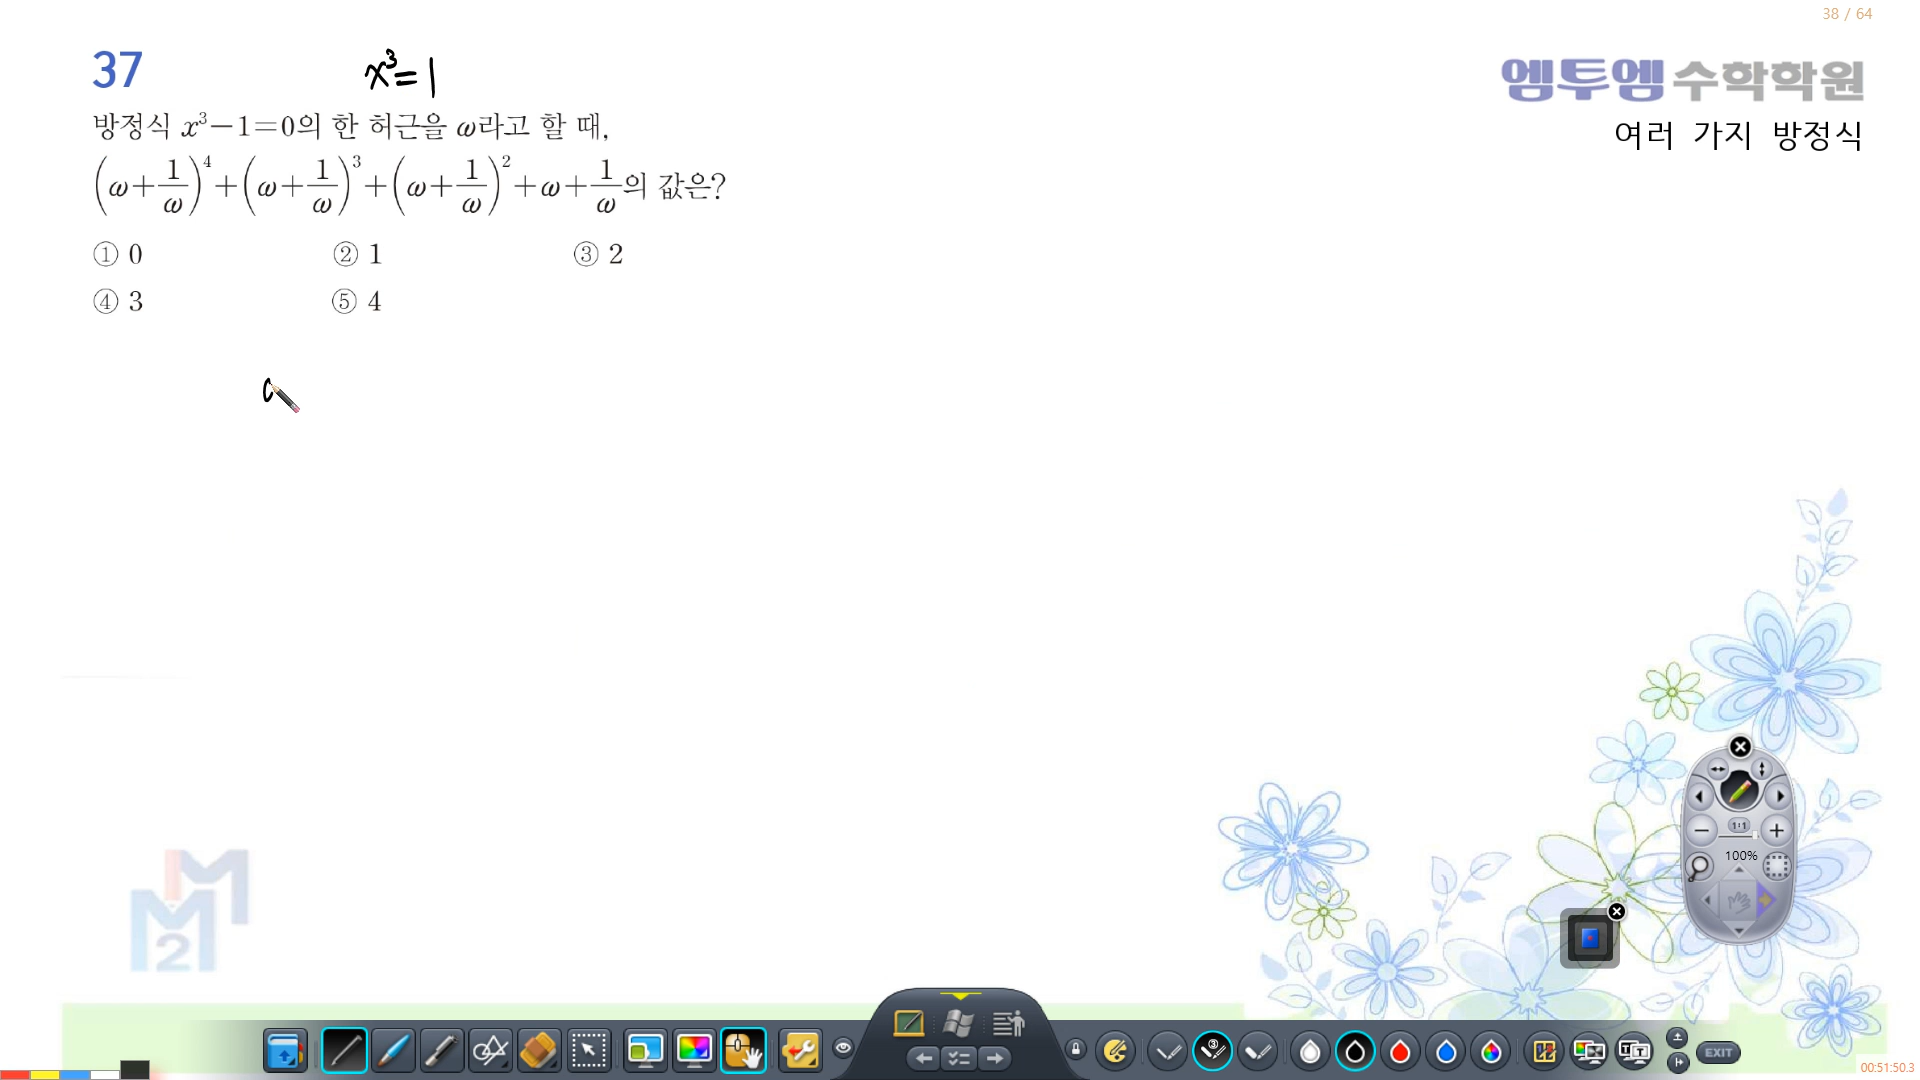 38 / 64
37
x³=1
엠투엠수학학원
여러 가지 방정식
방정식 x³−1=0의 한 허근을 ω라고 할 때,
(ω+1/ω)⁴+(ω+1/ω)³+(ω+1/ω)²+ω+1/ω의 값은?
① 0 ② 1 ③ 2
④ 3 ⑤ 4
1:1
100%
M
M
2
EXIT
00:51:50.3